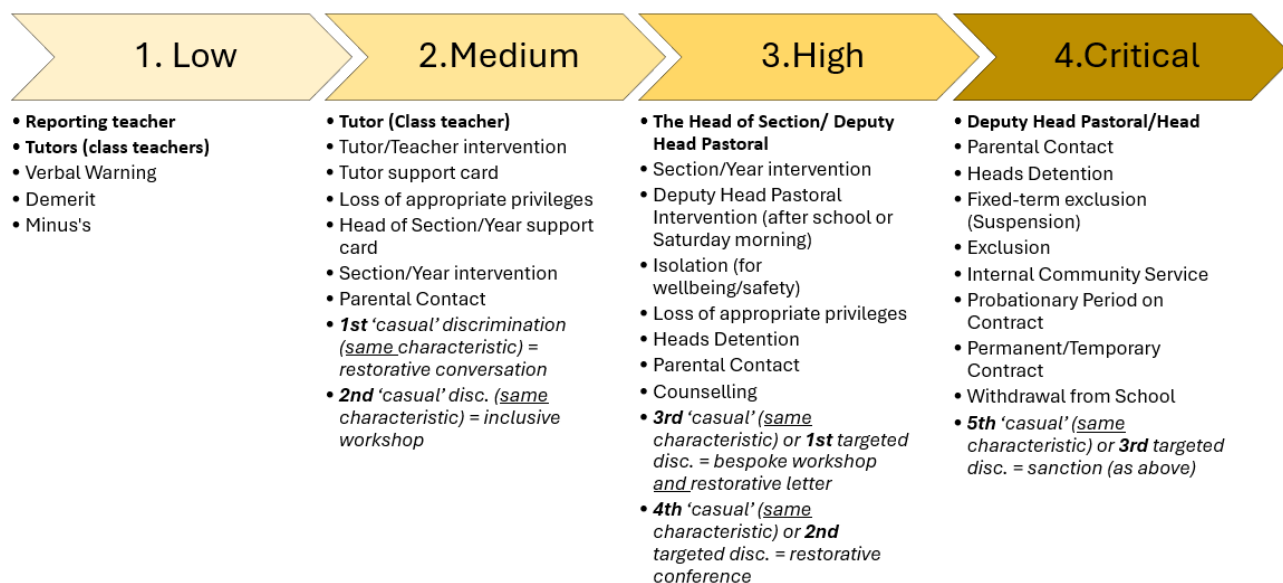 1. Low
• Reporting teacher
• Tutors (class teachers)
• Verbal Warning
• Demerit
• Minus's
2.Medium
• Tutor (Class teacher)
• Tutor/Teacher intervention
• Tutor support card
• Loss of appropriate privileges
• Head of Section/Year support
card
• Section/Year intervention
• Parental Contact
• 1st ‘casual’ discrimination
(same characteristic) =
restorative conversation
• 2nd ‘casual’ disc. (same
characteristic) = inclusive
workshop
3.High
• The Head of Section/ Deputy
Head Pastoral
• Section/Year intervention
• Deputy Head Pastoral
Intervention (after school or
Saturday morning)
• Isolation (for
wellbeing/safety)
• Loss of appropriate privileges
• Heads Detention
• Parental Contact
• Counselling
• 3rd ‘casual’ (same
characteristic) or 1st targeted
disc. = bespoke workshop
and restorative letter
• 4th ‘casual’ (same
characteristic) or 2nd
targeted disc. = restorative
conference
4.Critical
• Deputy Head Pastoral/Head
• Parental Contact
• Heads Detention
• Fixed-term exclusion
(Suspension)
• Exclusion
• Internal Community Service
• Probationary Period on
Contract
• Permanent/Temporary
Contract
• Withdrawal from School
• 5th ‘casual’ (same
characteristic) or 3rd targeted
disc. = sanction (as above)